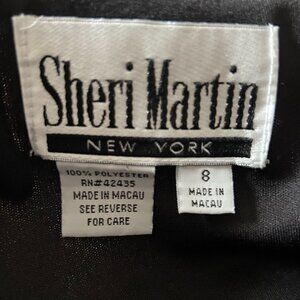 Sheri Martin
NEW YORK
100% POLYESTER
RN#42435
MADE IN MACAU
SEE REVERSE
FOR CARE
8
MADE IN
MACAU